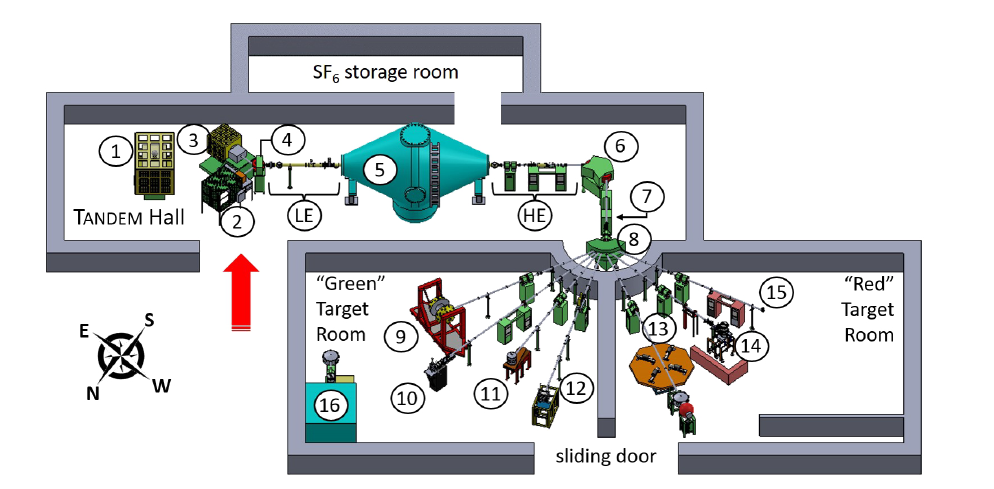 SF₆ storage room
1
3
4
5
6
7
TANDEM Hall
2
LE
HE
8
"Green"
Target
Room
"Red"
Target
Room
15
E
S
N
W
9
13
14
10
11
12
16
sliding door